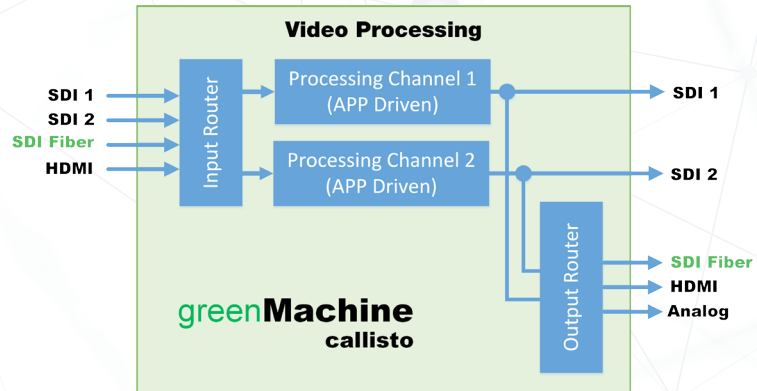 Video Processing
SDI 1
SDI 2
SDI Fiber
HDMI
Input Router
Processing Channel 1
(APP Driven)
Processing Channel 2
(APP Driven)
SDI 1
SDI 2
Output Router
SDI Fiber
HDMI
Analog
greenMachine
callisto